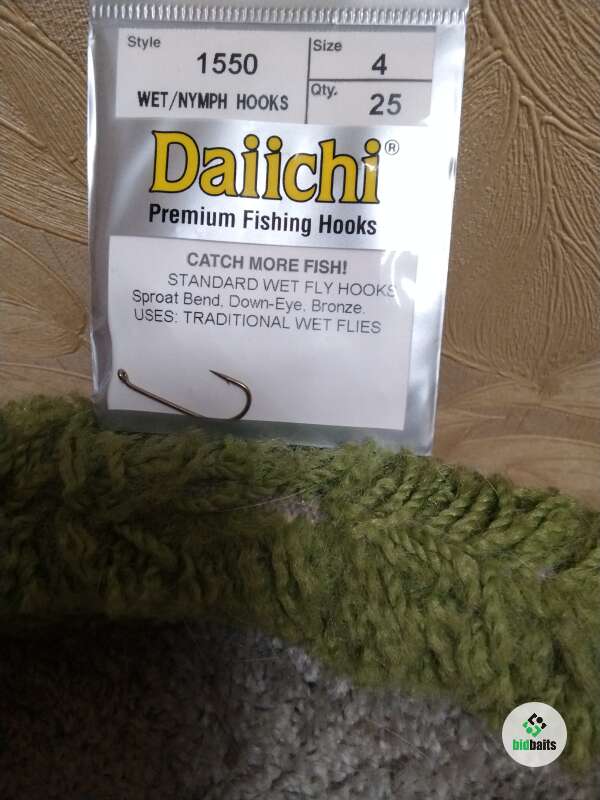 Style
1550
Size
4
WET/NYMPH HOOKS
Qty.
25
Daiichi®
Premium Fishing Hooks
CATCH MORE FISH!
STANDARD WET FLY HOOKS
Sproat Bend, Down-Eye, Bronze.
USES: TRADITIONAL WET FLIES
bidbaits